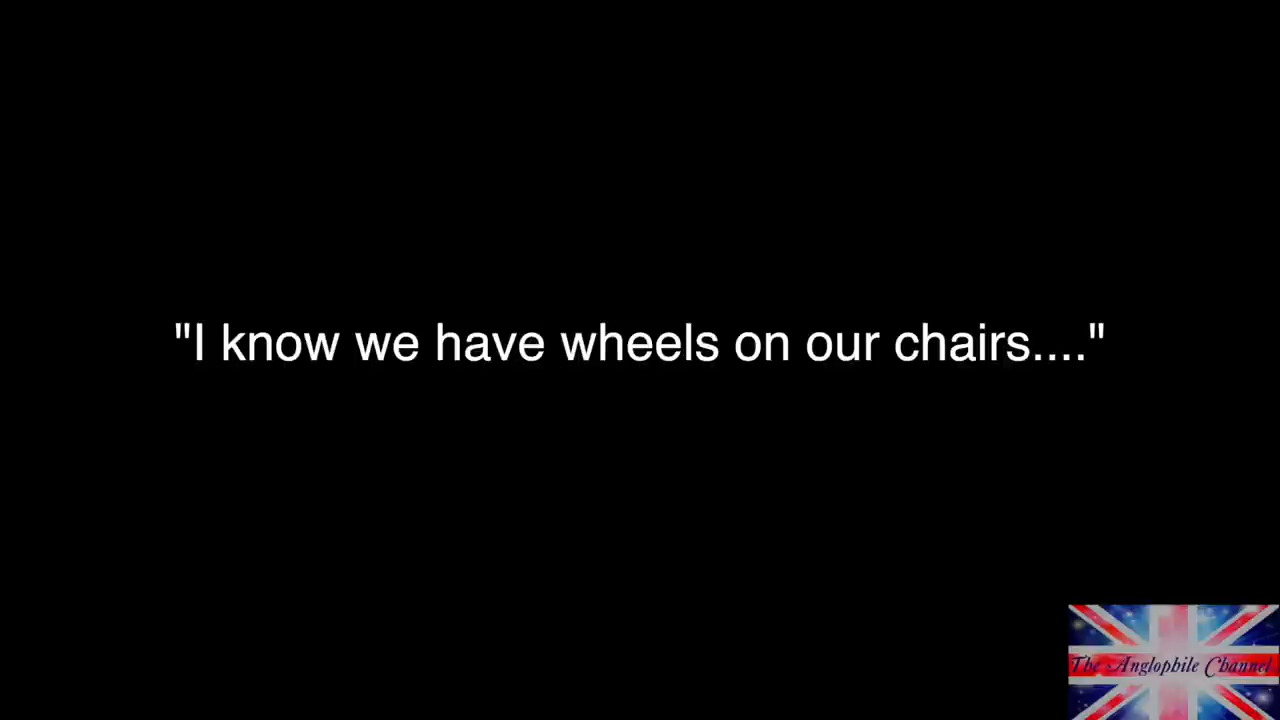 "I know we have wheels on our chairs...."
The Anglophile Channel